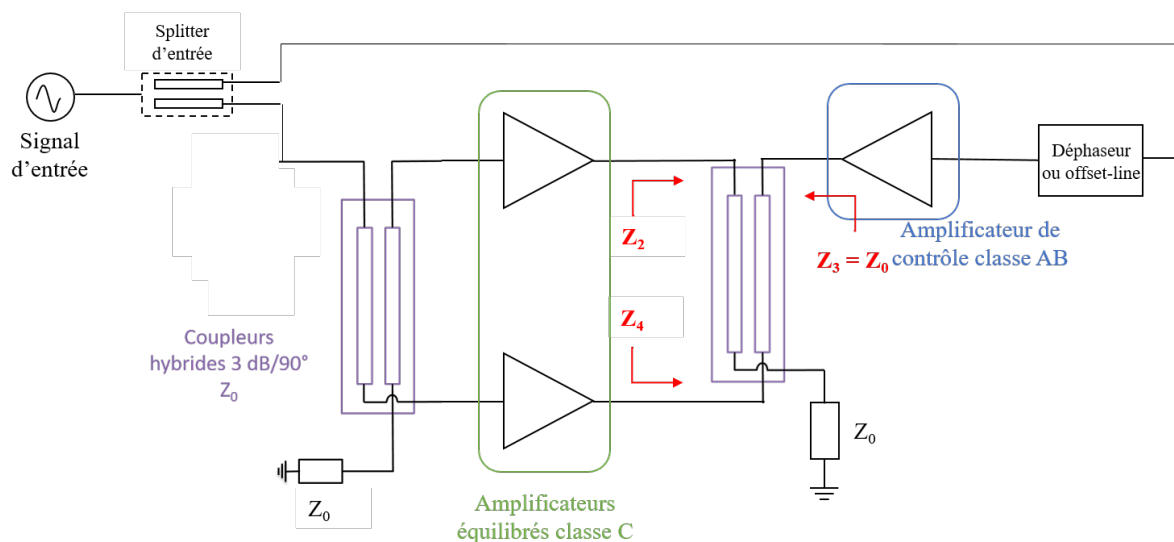 Splitter
d’entrée
Signal
d’entrée
Déphaseur
ou offset-line
Z2
Z3 = Z0
Amplificateur de
contrôle classe AB
Z4
Coupleurs
hybrides 3 dB/90°
Z0
Z0
Z0
Amplificateurs
équilibrés classe C